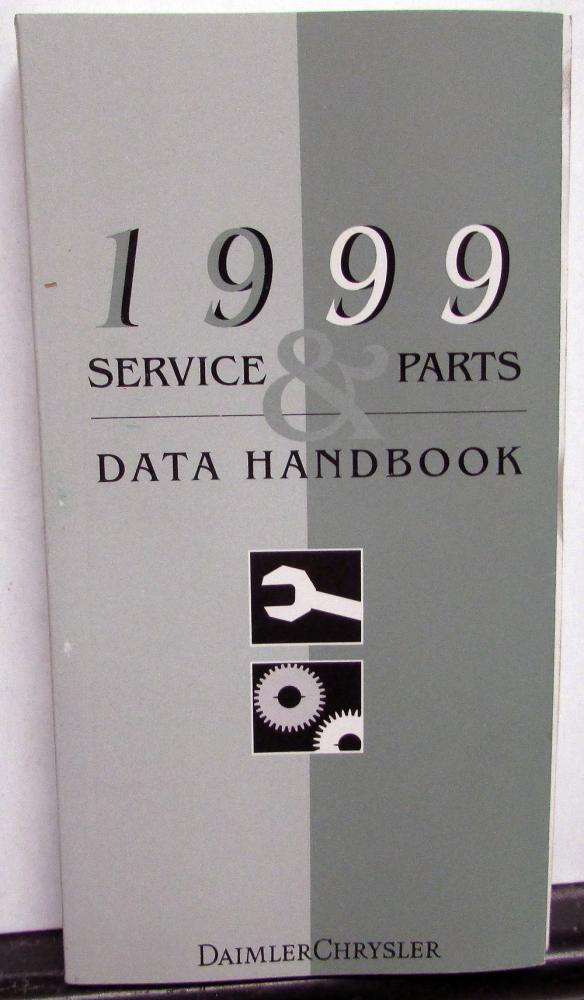 1999
SERVICE & PARTS
DATA HANDBOOK
DAIMLERCHRYSLER